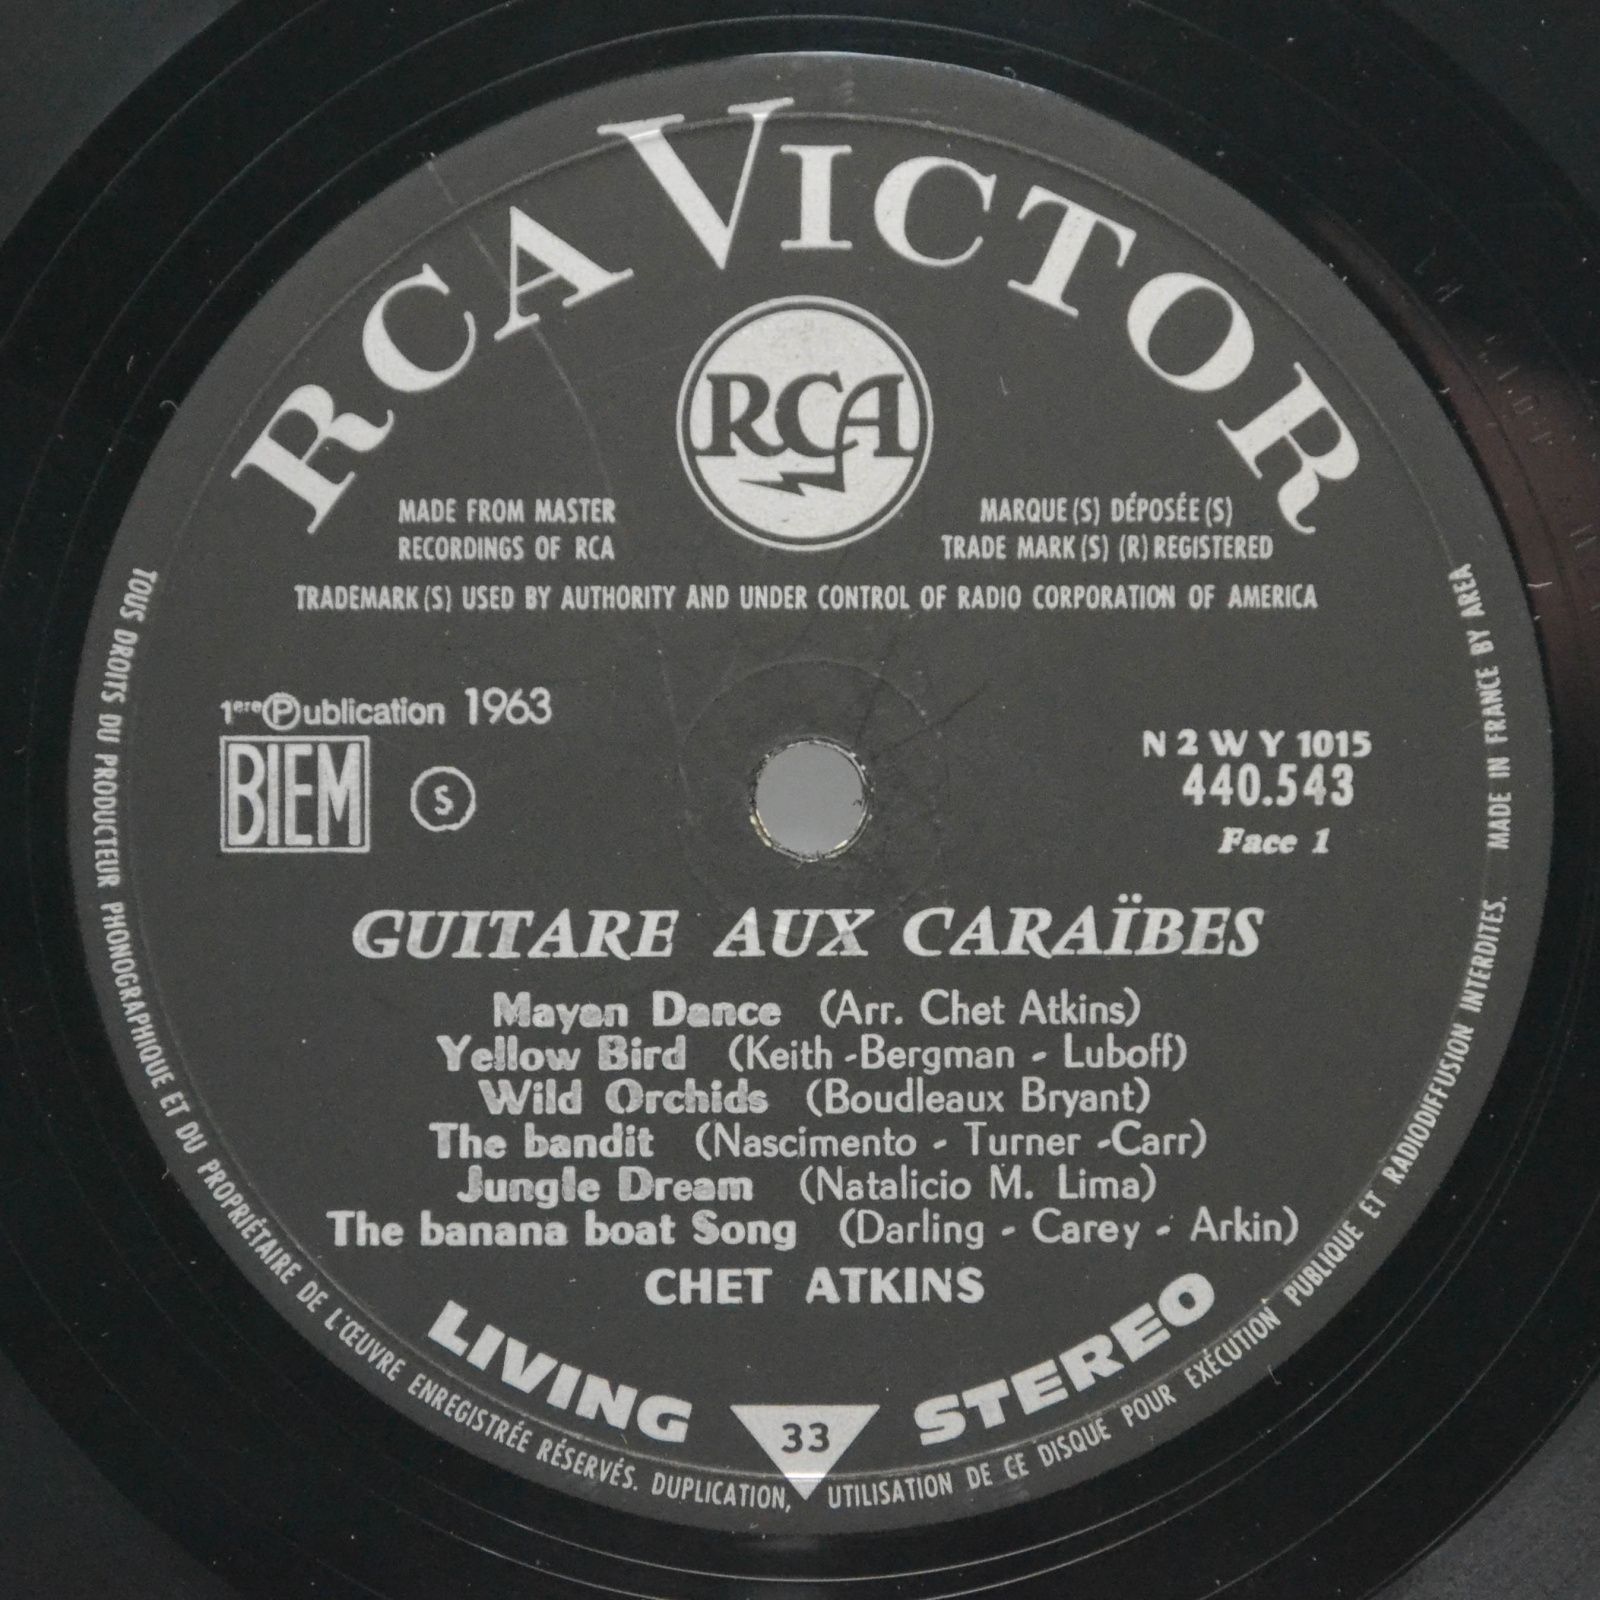 RCA VICTOR
RCA
MADE FROM MASTER
RECORDINGS OF RCA
MARQUE(S) DÉPOSÉE(S)
TRADE MARK(S) (R) REGISTERED
TRADEMARK(S) USED BY AUTHORITY AND UNDER CONTROL OF RADIO CORPORATION OF AMERICA
1ere Ⓟublication 1963
BIEM
S
N 2 W Y 1015
440.543
Face 1
GUITARE AUX CARAÏBES
Mayan Dance (Arr. Chet Atkins)
Yellow Bird (Keith -Bergman - Luboff)
Wild Orchids (Boudleaux Bryant)
The bandit (Nascimento - Turner -Carr)
Jungle Dream (Natalicio M. Lima)
The banana boat Song (Darling - Carey - Arkin)
CHET ATKINS
LIVING STEREO
33
TOUS DROITS DU PRODUCTEUR PHONOGRAPHIQUE ET DU PROPRIÉTAIRE DE L'ŒUVRE ENREGISTRÉE RÉSERVÉS. DUPLICATION, UTILISATION DE CE DISQUE POUR EXÉCUTION PUBLIQUE ET RADIODIFFUSION INTERDITES. MADE IN FRANCE BY AREA